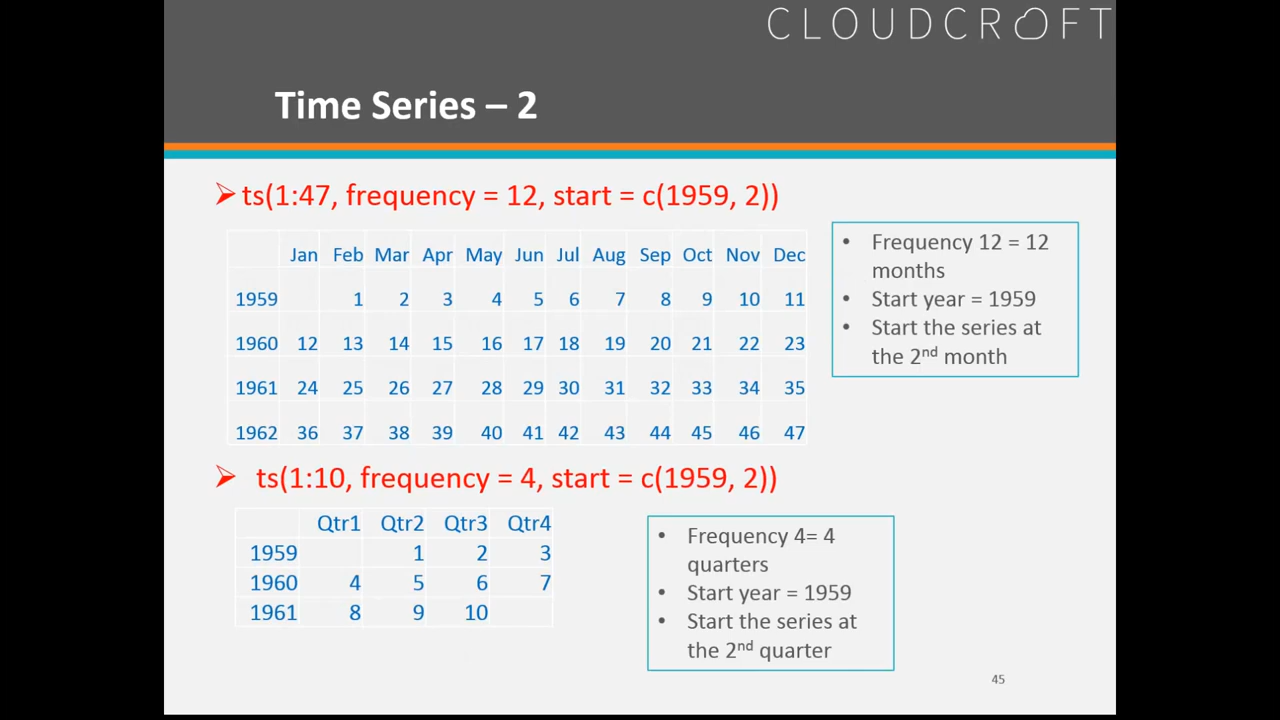 CLOUDCROFT
Time Series – 2
ts(1:47, frequency = 12, start = c(1959, 2))
Jan Feb Mar Apr May Jun Jul Aug Sep Oct Nov Dec
1959 1 2 3 4 5 6 7 8 9 10 11
1960 12 13 14 15 16 17 18 19 20 21 22 23
1961 24 25 26 27 28 29 30 31 32 33 34 35
1962 36 37 38 39 40 41 42 43 44 45 46 47
• Frequency 12 = 12
months
• Start year = 1959
• Start the series at
the 2nd month
ts(1:10, frequency = 4, start = c(1959, 2))
Qtr1 Qtr2 Qtr3 Qtr4
1959 1 2 3
1960 4 5 6 7
1961 8 9 10
• Frequency 4= 4
quarters
• Start year = 1959
• Start the series at
the 2nd quarter
45